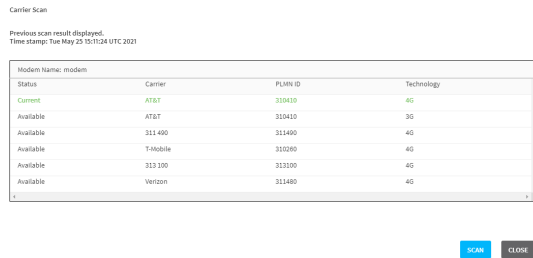 Carrier Scan
Previous scan result displayed.
Time stamp: Tue May 25 15:11:24 UTC 2021
Modem Name: modem
Status Carrier PLMN ID Technology
Current AT&T 310410 4G
Available AT&T 310410 3G
Available 311 490 311490 4G
Available T-Mobile 310260 4G
Available 313 100 313100 4G
Available Verizon 311480 4G
SCAN CLOSE